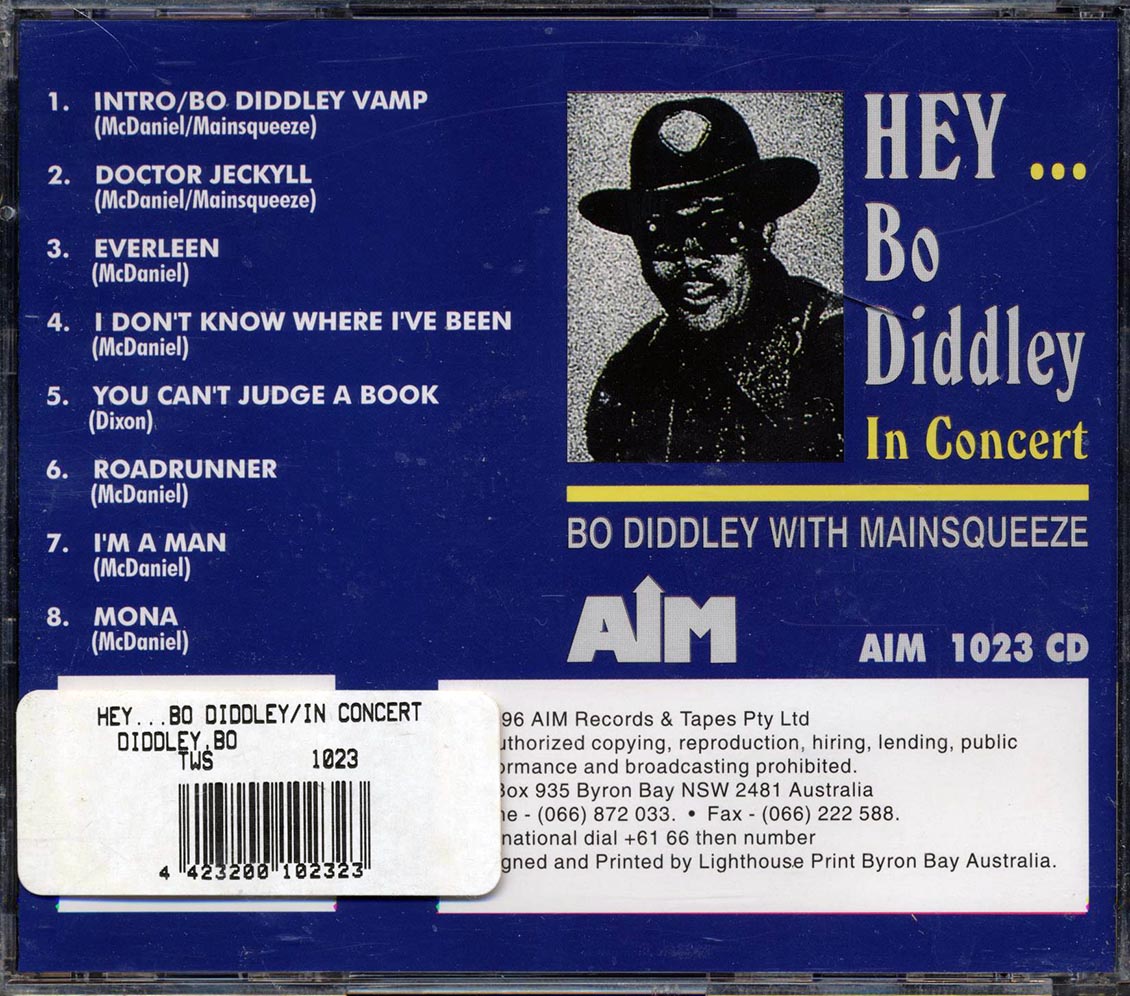 1. INTRO/BO DIDDLEY VAMP
(McDaniel/Mainsqueeze)
2. DOCTOR JECKYLL
(McDaniel/Mainsqueeze)
3. EVERLEEN
(McDaniel)
4. I DON'T KNOW WHERE I'VE BEEN
(McDaniel)
5. YOU CAN'T JUDGE A BOOK
(Dixon)
6. ROADRUNNER
(McDaniel)
7. I'M A MAN
(McDaniel)
8. MONA
(McDaniel)
HEY ...
Bo
Diddley
In Concert
BO DIDDLEY WITH MAINSQUEEZE
AIM
AIM 1023 CD
HEY...BO DIDDLEY/IN CONCERT
DIDDLEY,BO
TWS 1023
4 423200 102323
96 AIM Records & Tapes Pty Ltd
uthorized copying, reproduction, hiring, lending, public
ormance and broadcasting prohibited.
Box 935 Byron Bay NSW 2481 Australia
ne - (066) 872 033. • Fax - (066) 222 588.
national dial +61 66 then number
gned and Printed by Lighthouse Print Byron Bay Australia.